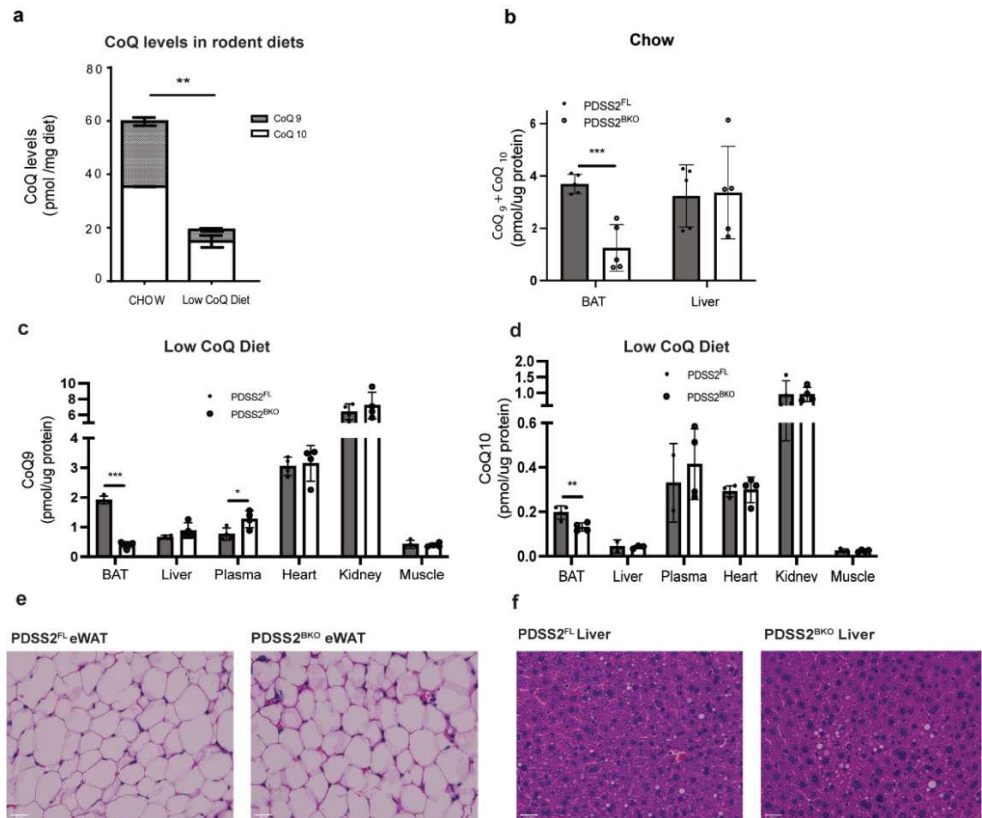 a
CoQ levels in rodent diets
CoQ levels
(pmol /mg diet)
80
60
40
20
0
**
CoQ 9
CoQ 10
CHOW
Low CoQ Diet
b
Chow
CoQ 9 + CoQ 10
(pmol/ug protein)
6
4
2
0
PDSS2FL
PDSS2BKO
***
BAT
Liver
c
Low CoQ Diet
CoQ9
(pmol/ug protein)
10
8
6
4
3
2
1
0
PDSS2FL
PDSS2BKO
***
*
BAT
Liver
Plasma
Heart
Kidney
Muscle
d
Low CoQ Diet
CoQ10
(pmol/ug protein)
2.0
1.5
1.0
0.6
0.4
0.2
0.0
PDSS2FL
PDSS2BKO
**
BAT
Liver
Plasma
Heart
Kidney
Muscle
e
PDSS2FL eWAT
PDSS2BKO eWAT
f
PDSS2FL Liver
PDSS2BKO Liver